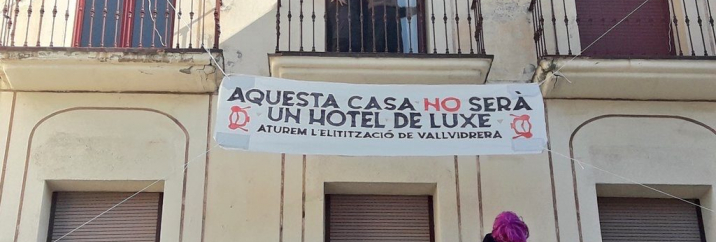 AQUESTA CASA NO SERÀ
UN HOTEL DE LUXE
ATUREM L'ELITITZACIÓ DE VALLVIDRERA